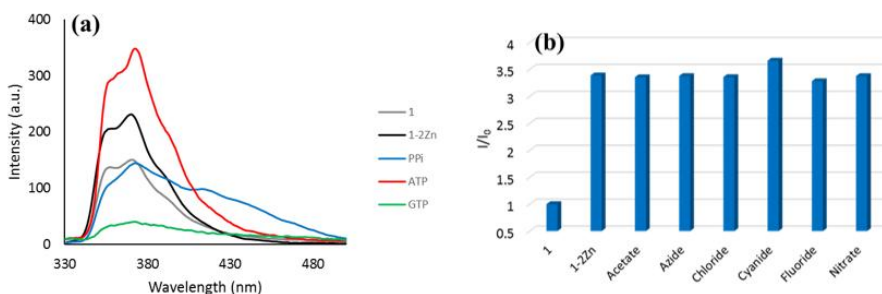 (a)
400
300
200
100
0
Intensity (a.u.)
330
380
430
480
Wavelength (nm)
1
1-2Zn
PPi
ATP
GTP
(b)
4
3.5
3
2.5
2
1.5
1
0.5
I/I0
1
1-2Zn
Acetate
Azide
Chloride
Cyanide
Fluoride
Nitrate